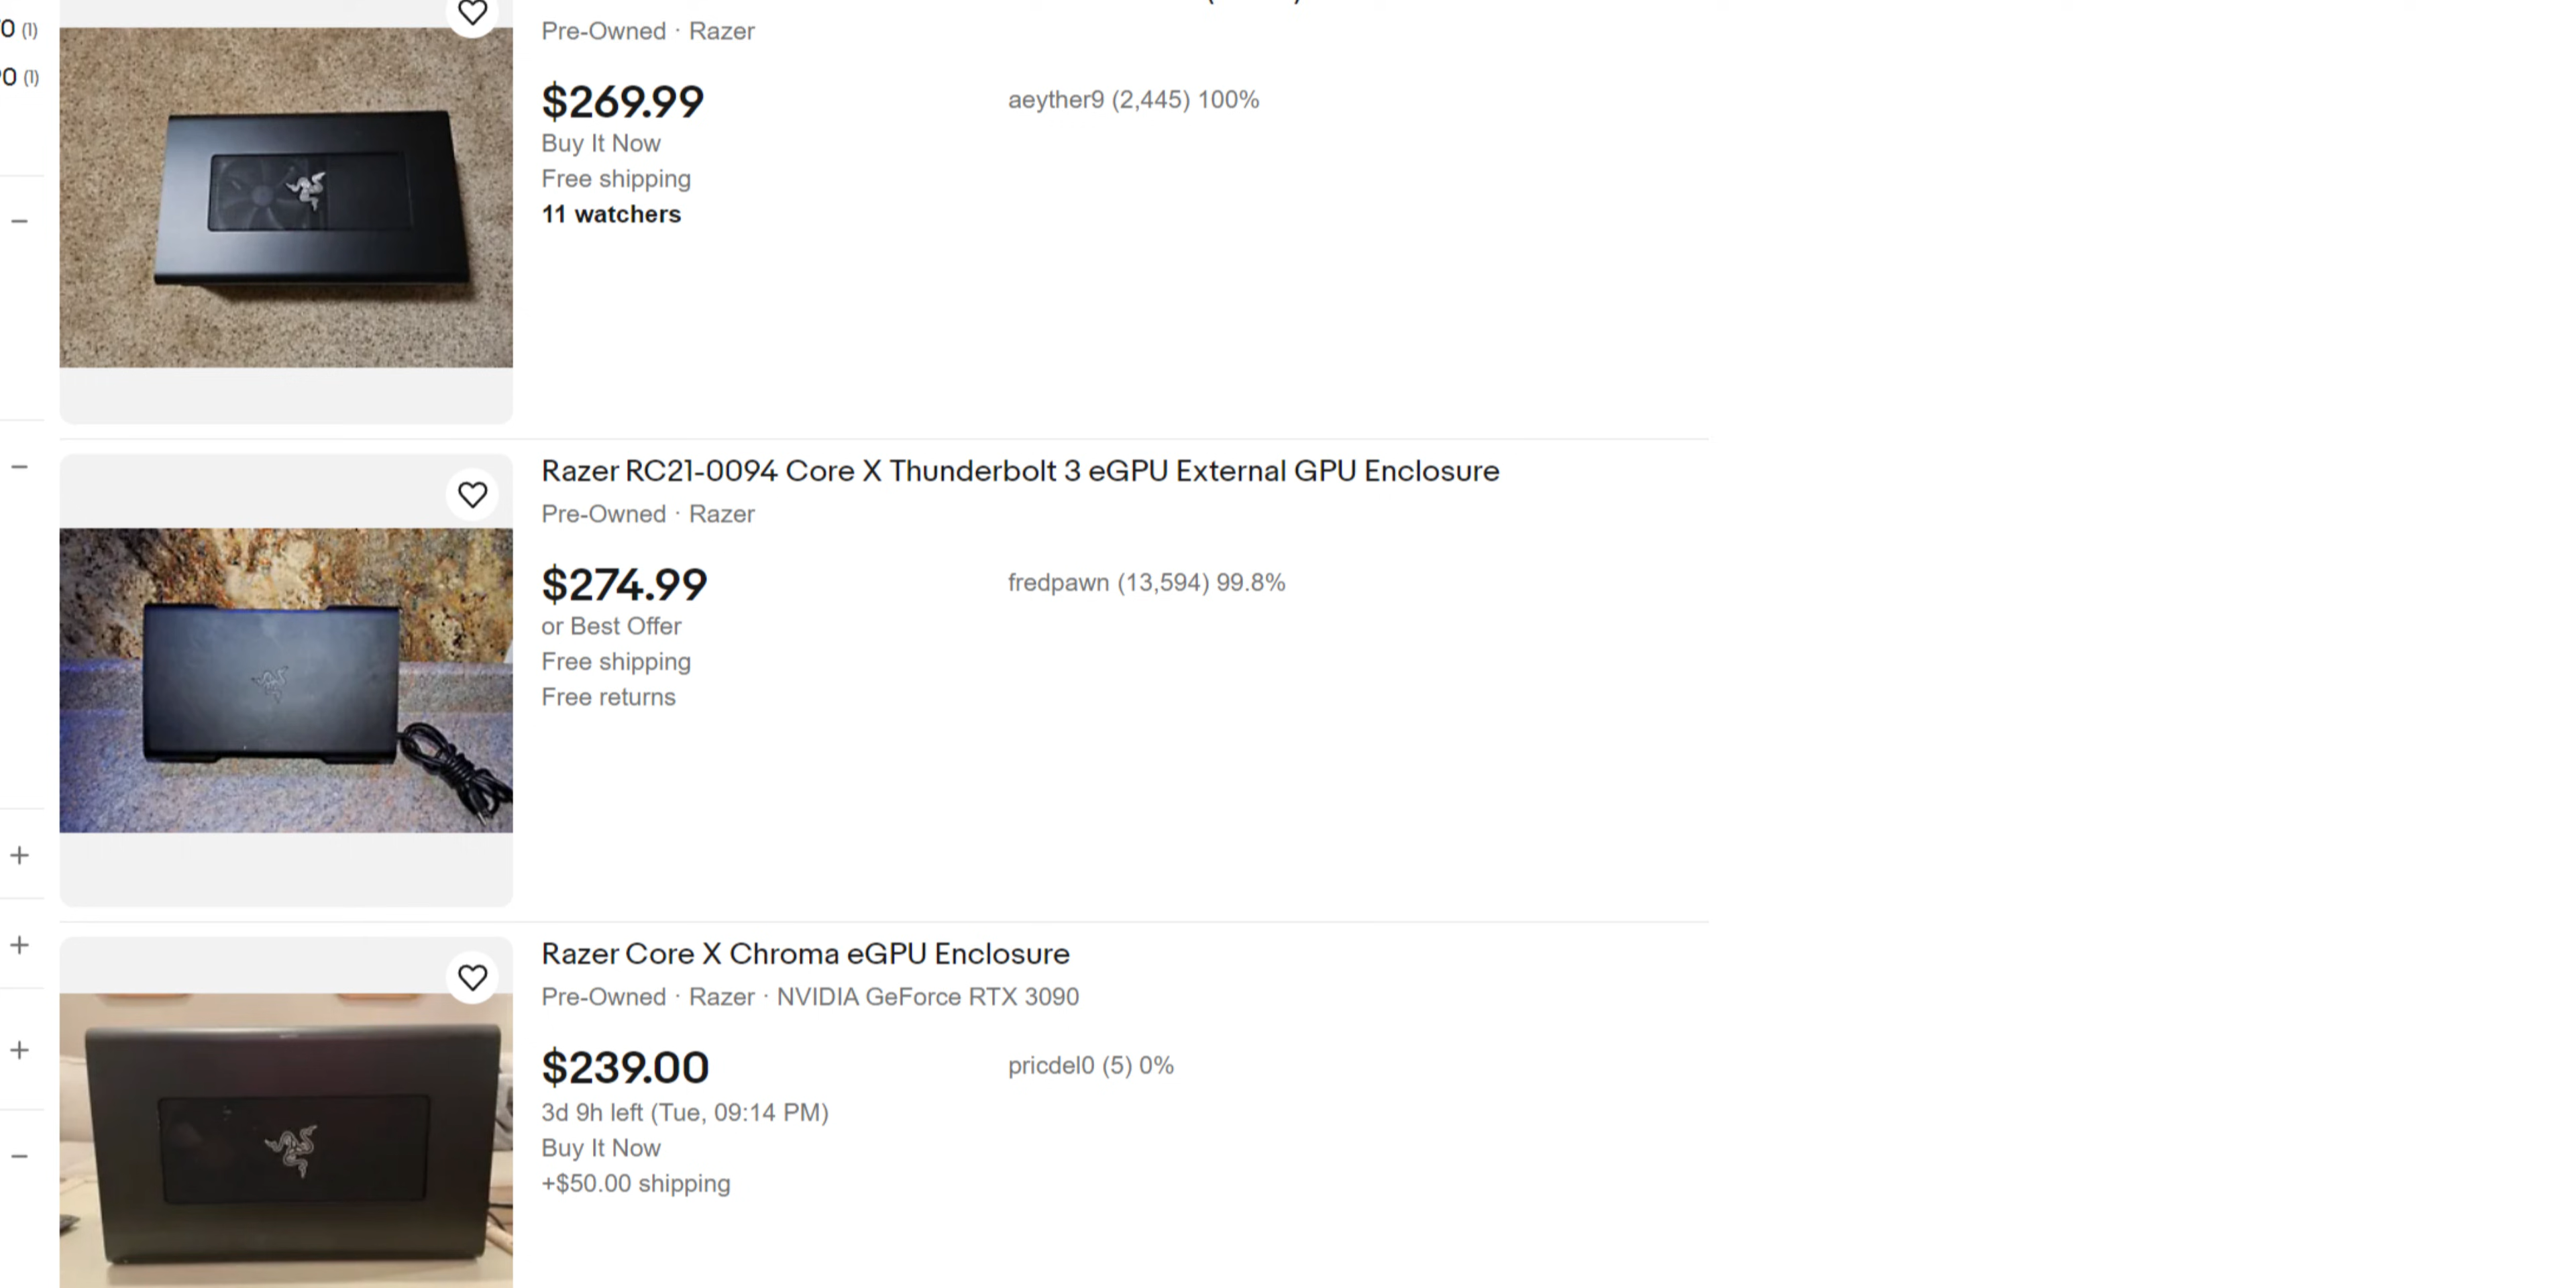 (1)
0 (1)
Pre-Owned · Razer
$269.99
aeyther9 (2,445) 100%
Buy It Now
Free shipping
11 watchers
Razer RC21-0094 Core X Thunderbolt 3 eGPU External GPU Enclosure
Pre-Owned · Razer
$274.99
fredpawn (13,594) 99.8%
or Best Offer
Free shipping
Free returns
Razer Core X Chroma eGPU Enclosure
Pre-Owned · Razer · NVIDIA GeForce RTX 3090
$239.00
pricdel0 (5) 0%
3d 9h left (Tue, 09:14 PM)
Buy It Now
+$50.00 shipping